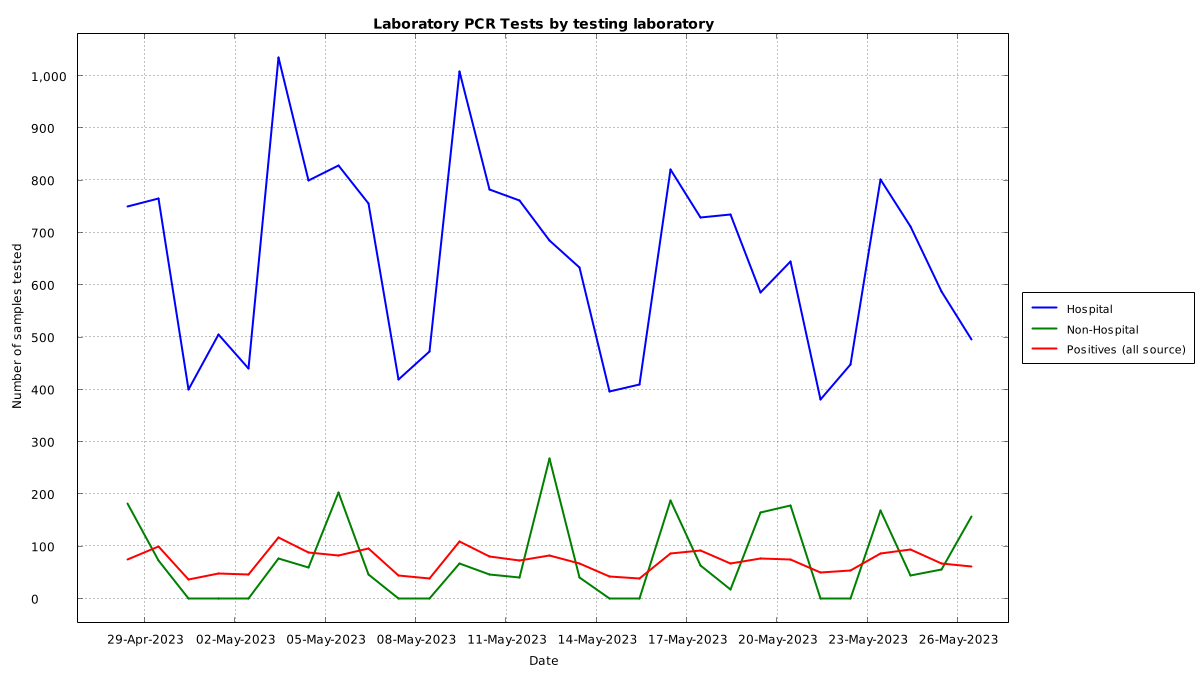 Laboratory PCR Tests by testing laboratory
1,000
900
800
700
600
500
400
300
200
100
0
Number of samples tested
29-Apr-2023 02-May-2023 05-May-2023 08-May-2023 11-May-2023 14-May-2023 17-May-2023 20-May-2023 23-May-2023 26-May-2023
Date
Hospital
Non-Hospital
Positives (all source)